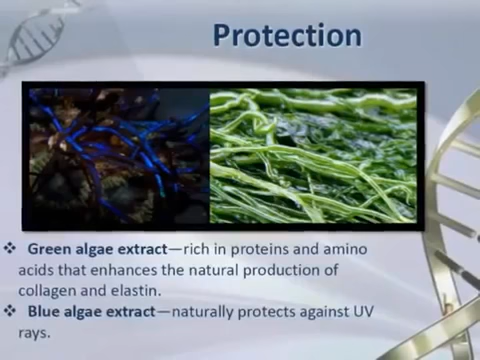 Protection
❖ Green algae extract—rich in proteins and amino
acids that enhances the natural production of
collagen and elastin.
❖ Blue algae extract—naturally protects against UV
rays.